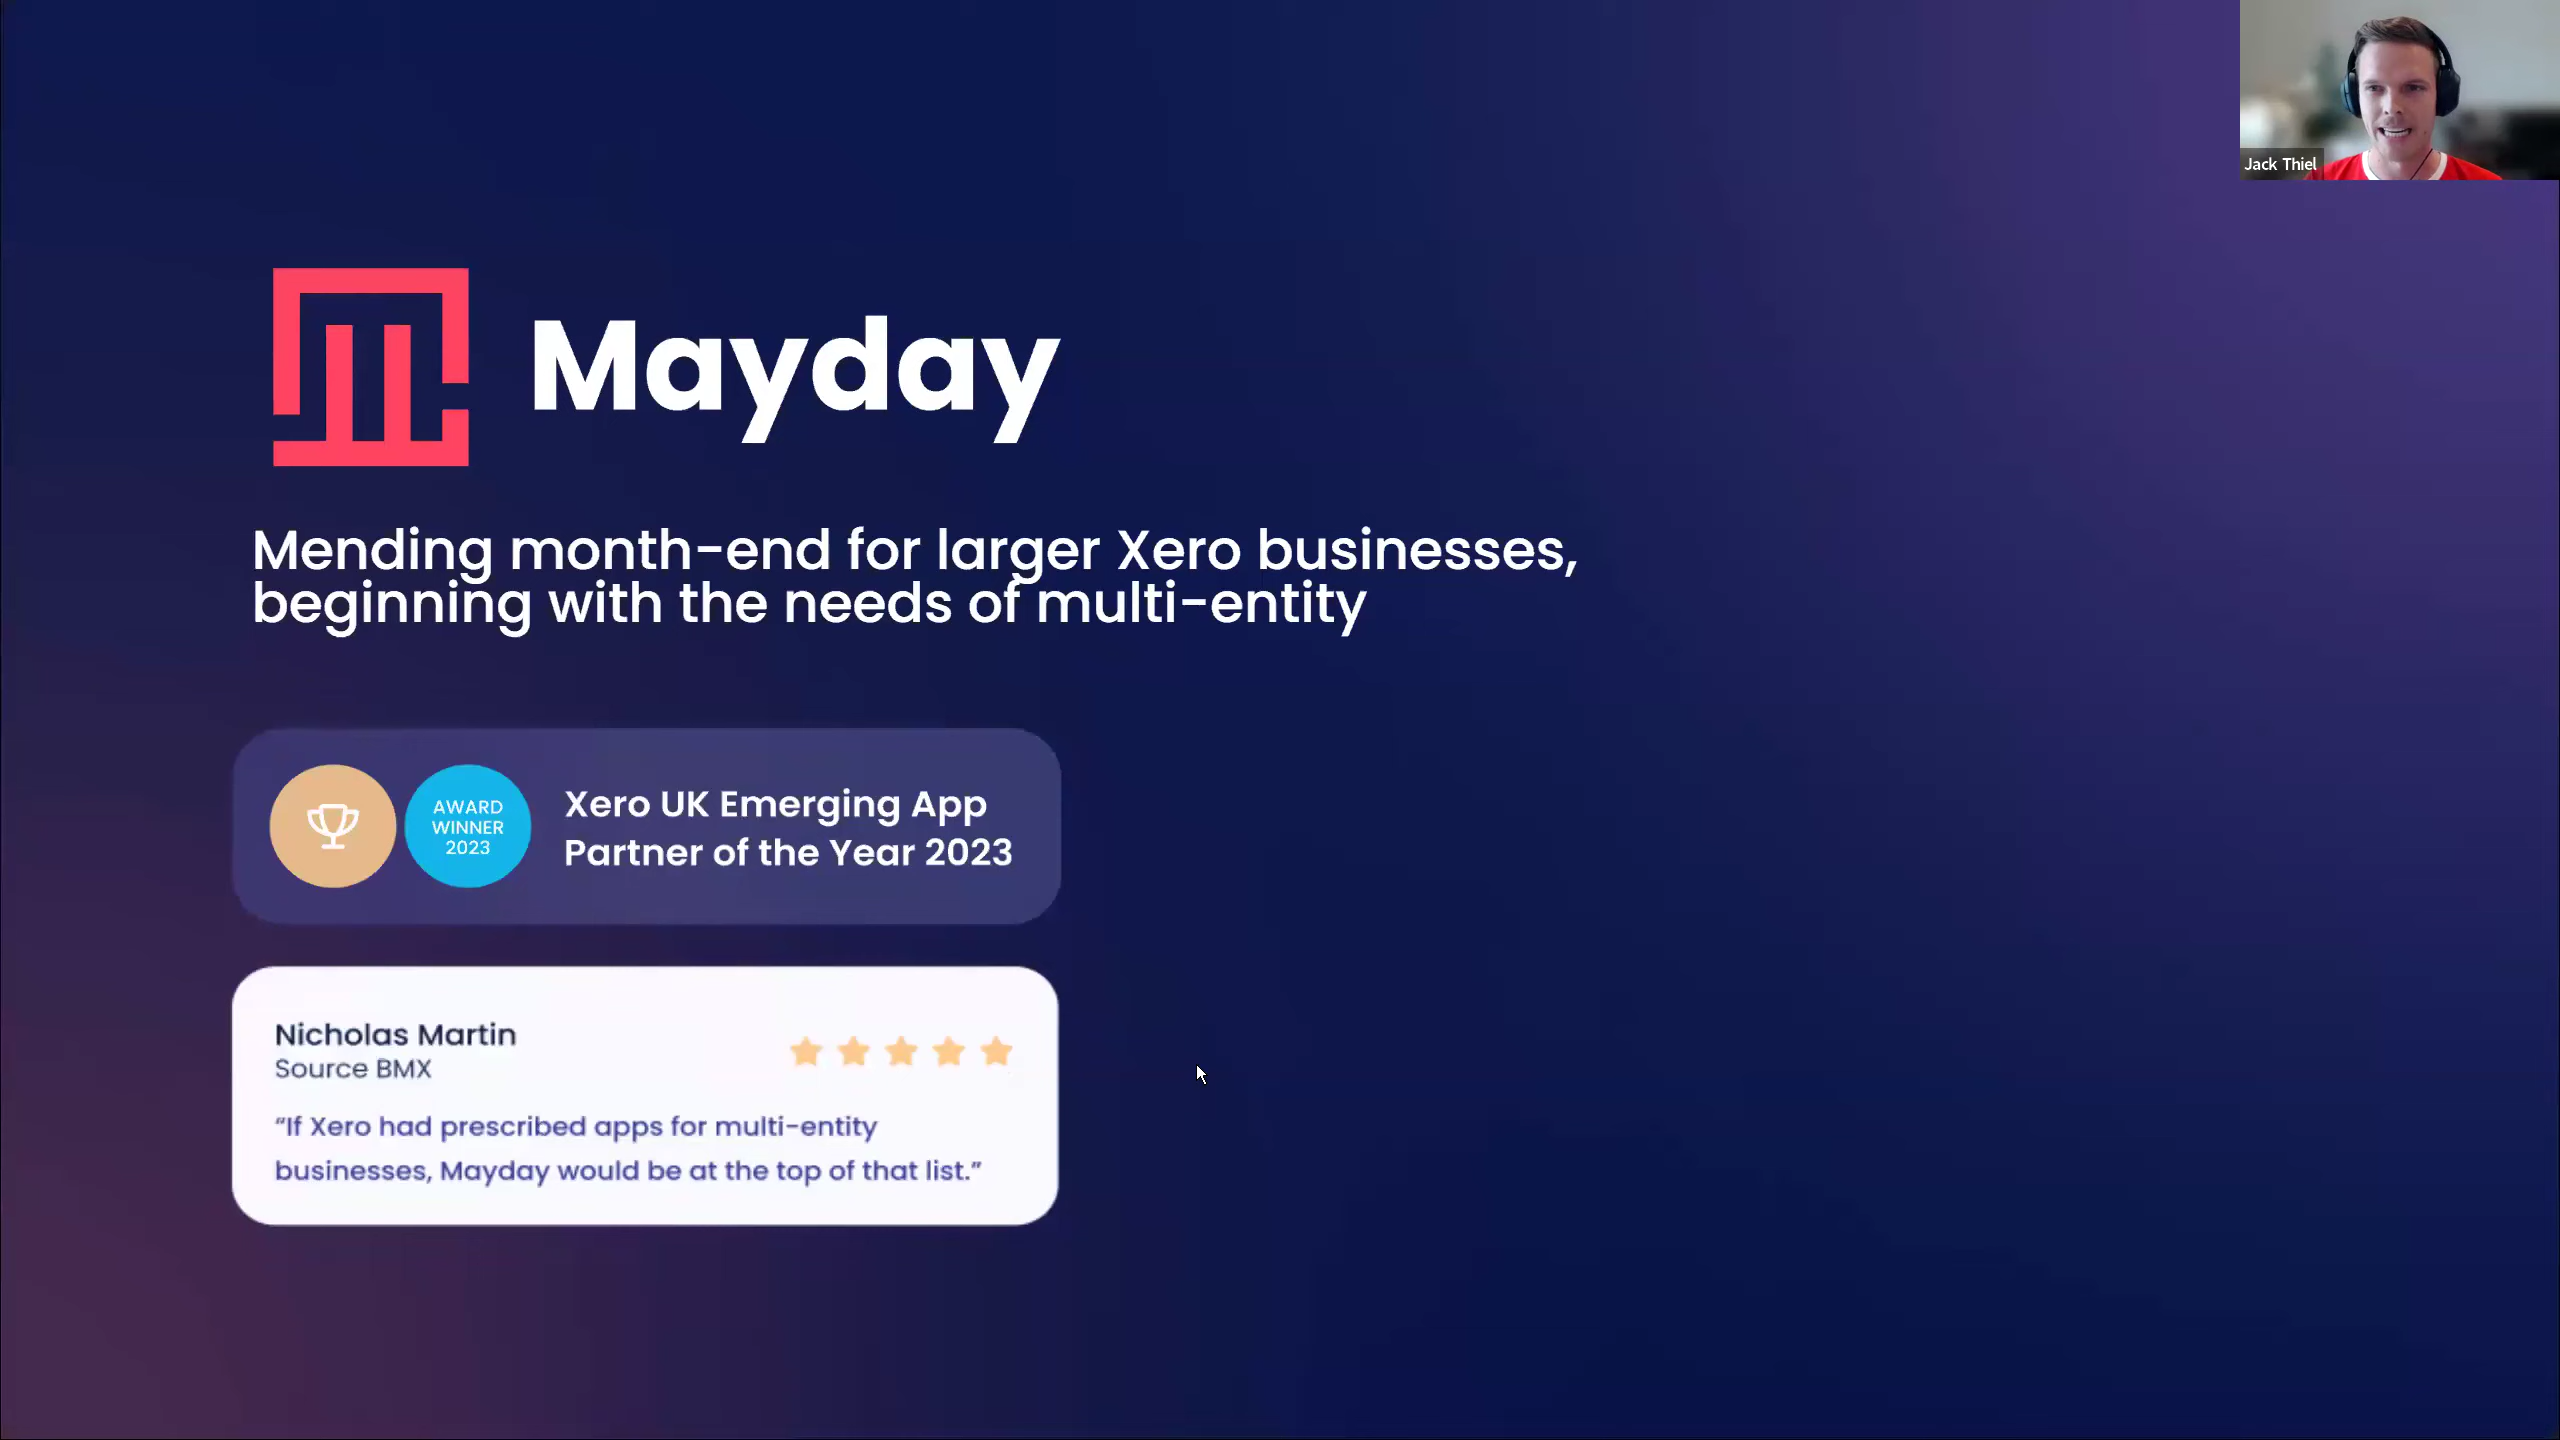 Jack Thiel
Mayday
Mending month-end for larger Xero businesses,
beginning with the needs of multi-entity
AWARD
WINNER
2023
Xero UK Emerging App
Partner of the Year 2023
Nicholas Martin
Source BMX
“If Xero had prescribed apps for multi-entity
businesses, Mayday would be at the top of that list.”